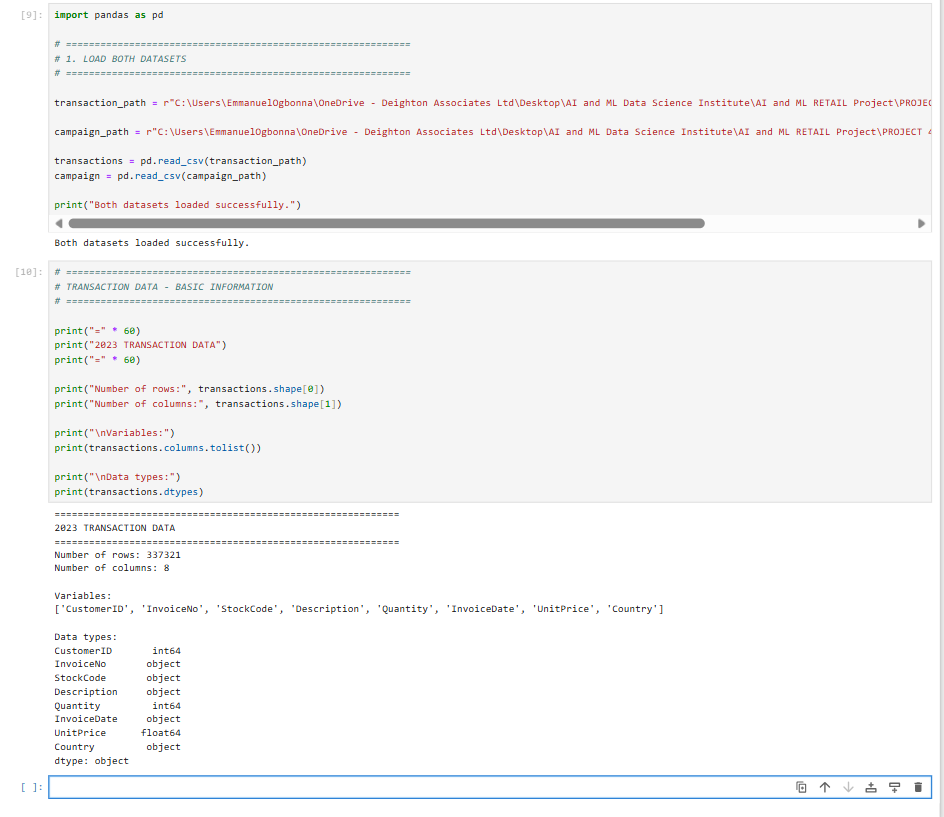 [9]: import pandas as pd
# ============================================================
# 1. LOAD BOTH DATASETS
# ============================================================
transaction_path = r"C:\Users\EmmanuelOgbonna\OneDrive - Deighton Associates Ltd\Desktop\AI and ML Data Science Institute\AI and ML RETAIL Project\PROJEC
campaign_path = r"C:\Users\EmmanuelOgbonna\OneDrive - Deighton Associates Ltd\Desktop\AI and ML Data Science Institute\AI and ML RETAIL Project\PROJECT 4
transactions = pd.read_csv(transaction_path)
campaign = pd.read_csv(campaign_path)
print("Both datasets loaded successfully.")
Both datasets loaded successfully.
[10]: # ============================================================
# TRANSACTION DATA - BASIC INFORMATION
# ============================================================
print("=" * 60)
print("2023 TRANSACTION DATA")
print("=" * 60)
print("Number of rows:", transactions.shape[0])
print("Number of columns:", transactions.shape[1])
print("\nVariables:")
print(transactions.columns.tolist())
print("\nData types:")
print(transactions.dtypes)
============================================================
2023 TRANSACTION DATA
============================================================
Number of rows: 337321
Number of columns: 8
Variables:
['CustomerID', 'InvoiceNo', 'StockCode', 'Description', 'Quantity', 'InvoiceDate', 'UnitPrice', 'Country']
Data types:
CustomerID int64
InvoiceNo object
StockCode object
Description object
Quantity int64
InvoiceDate object
UnitPrice float64
Country object
dtype: object
[ ]: